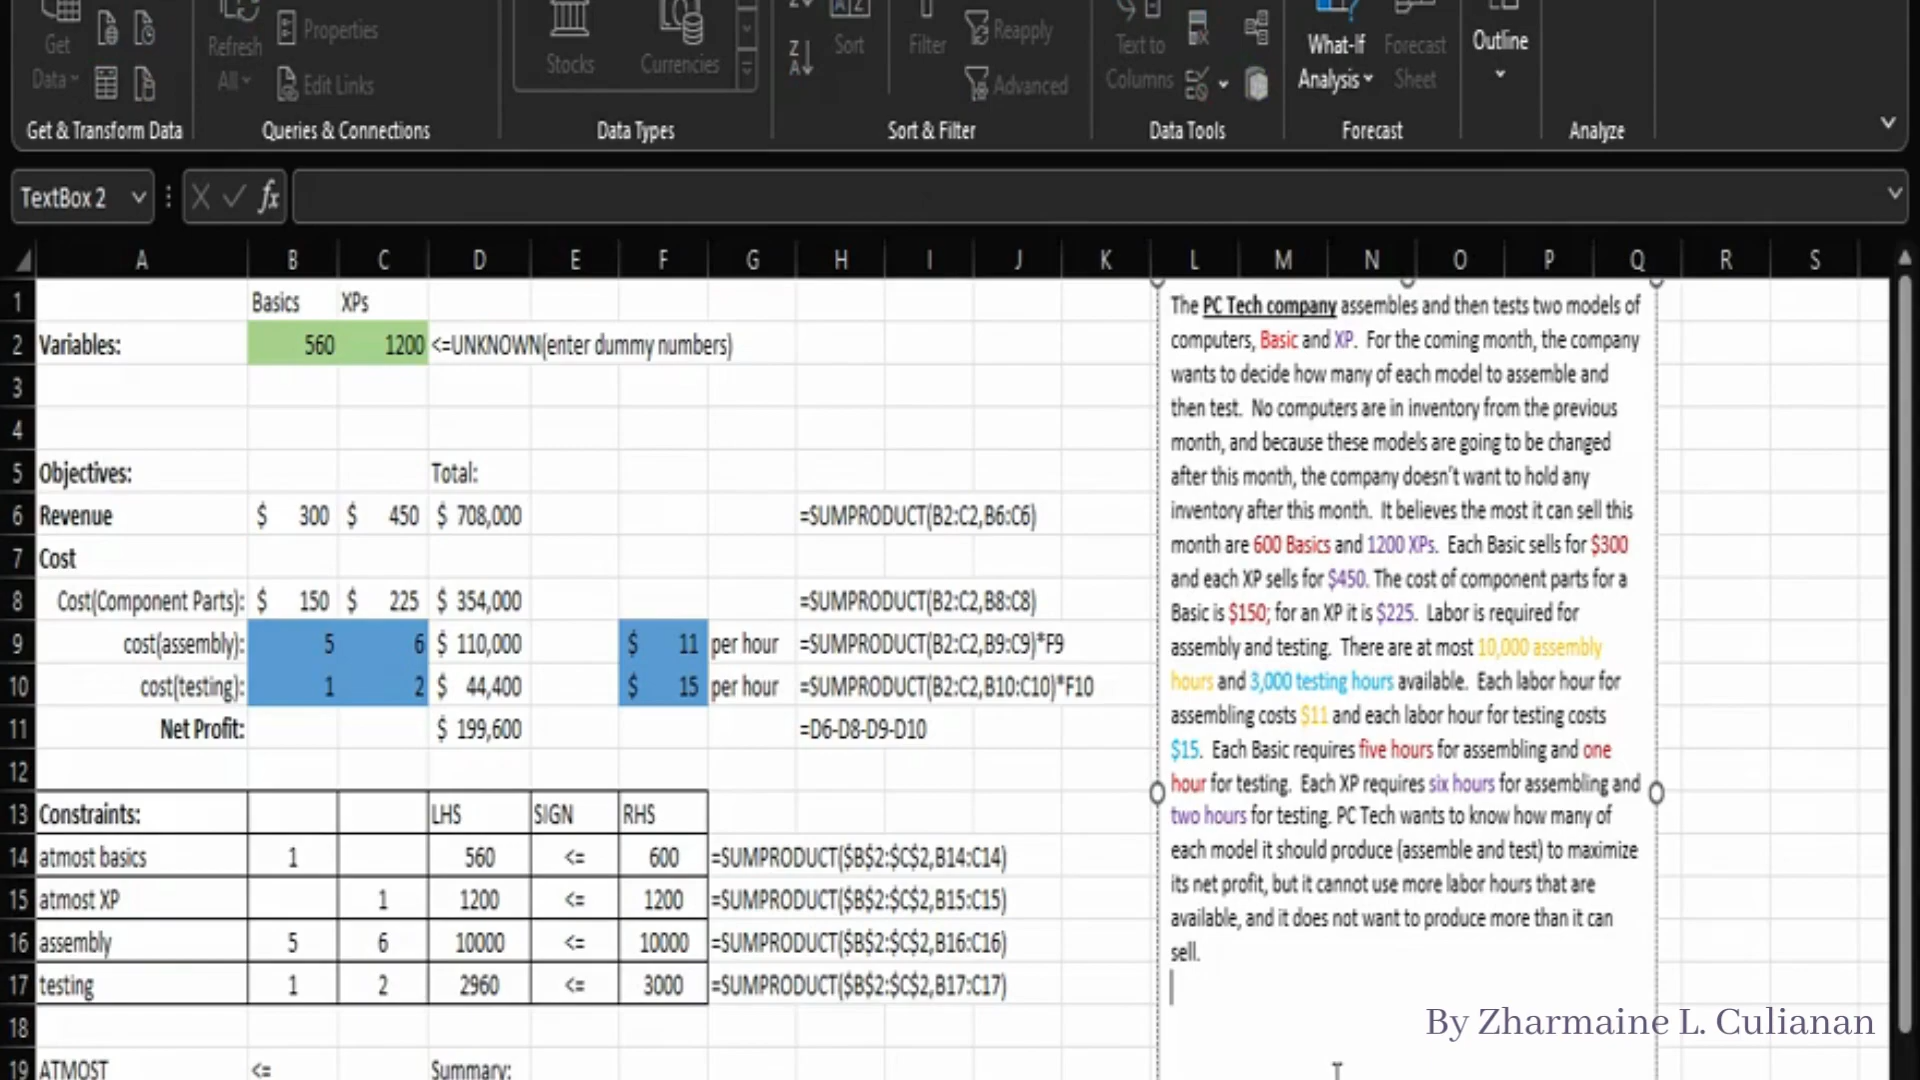 Get Data
Refresh All
Properties
Edit Links
Stocks
Currencies
Sort
Filter
Reapply
Advanced
Text to Columns
What-If Analysis
Forecast Sheet
Outline
Get & Transform Data
Queries & Connections
Data Types
Sort & Filter
Data Tools
Forecast
Analyze
TextBox 2
fx
A B C D E F G H I J K L M N O P Q R S
1 Basics XPs
2 Variables: 560 1200 <=UNKNOWN(enter dummy numbers)
3
4
5 Objectives: Total:
6 Revenue $ 300 $ 450 $ 708,000 =SUMPRODUCT(B2:C2,B6:C6)
7 Cost
8 Cost(Component Parts): $ 150 $ 225 $ 354,000 =SUMPRODUCT(B2:C2,B8:C8)
9 cost(assembly): 5 6 $ 110,000 $ 11 per hour =SUMPRODUCT(B2:C2,B9:C9)*F9
10 cost(testing): 1 2 $ 44,400 $ 15 per hour =SUMPRODUCT(B2:C2,B10:C10)*F10
11 Net Profit: $ 199,600 =D6-D8-D9-D10
12
13 Constraints: LHS SIGN RHS
14 atmost basics 1 560 <= 600 =SUMPRODUCT($B$2:$C$2,B14:C14)
15 atmost XP 1 1200 <= 1200 =SUMPRODUCT($B$2:$C$2,B15:C15)
16 assembly 5 6 10000 <= 10000 =SUMPRODUCT($B$2:$C$2,B16:C16)
17 testing 1 2 2960 <= 3000 =SUMPRODUCT($B$2:$C$2,B17:C17)
18
19 ATMOST <= Summary:
The PC Tech company assembles and then tests two models of
computers, Basic and XP. For the coming month, the company
wants to decide how many of each model to assemble and
then test. No computers are in inventory from the previous
month, and because these models are going to be changed
after this month, the company doesn't want to hold any
inventory after this month. It believes the most it can sell this
month are 600 Basics and 1200 XPs. Each Basic sells for $300
and each XP sells for $450. The cost of component parts for a
Basic is $150; for an XP it is $225. Labor is required for
assembly and testing. There are at most 10,000 assembly
hours and 3,000 testing hours available. Each labor hour for
assembling costs $11 and each labor hour for testing costs
$15. Each Basic requires five hours for assembling and one
hour for testing. Each XP requires six hours for assembling and
two hours for testing. PC Tech wants to know how many of
each model it should produce (assemble and test) to maximize
its net profit, but it cannot use more labor hours that are
available, and it does not want to produce more than it can
sell.
By Zharmaine L. Culianan